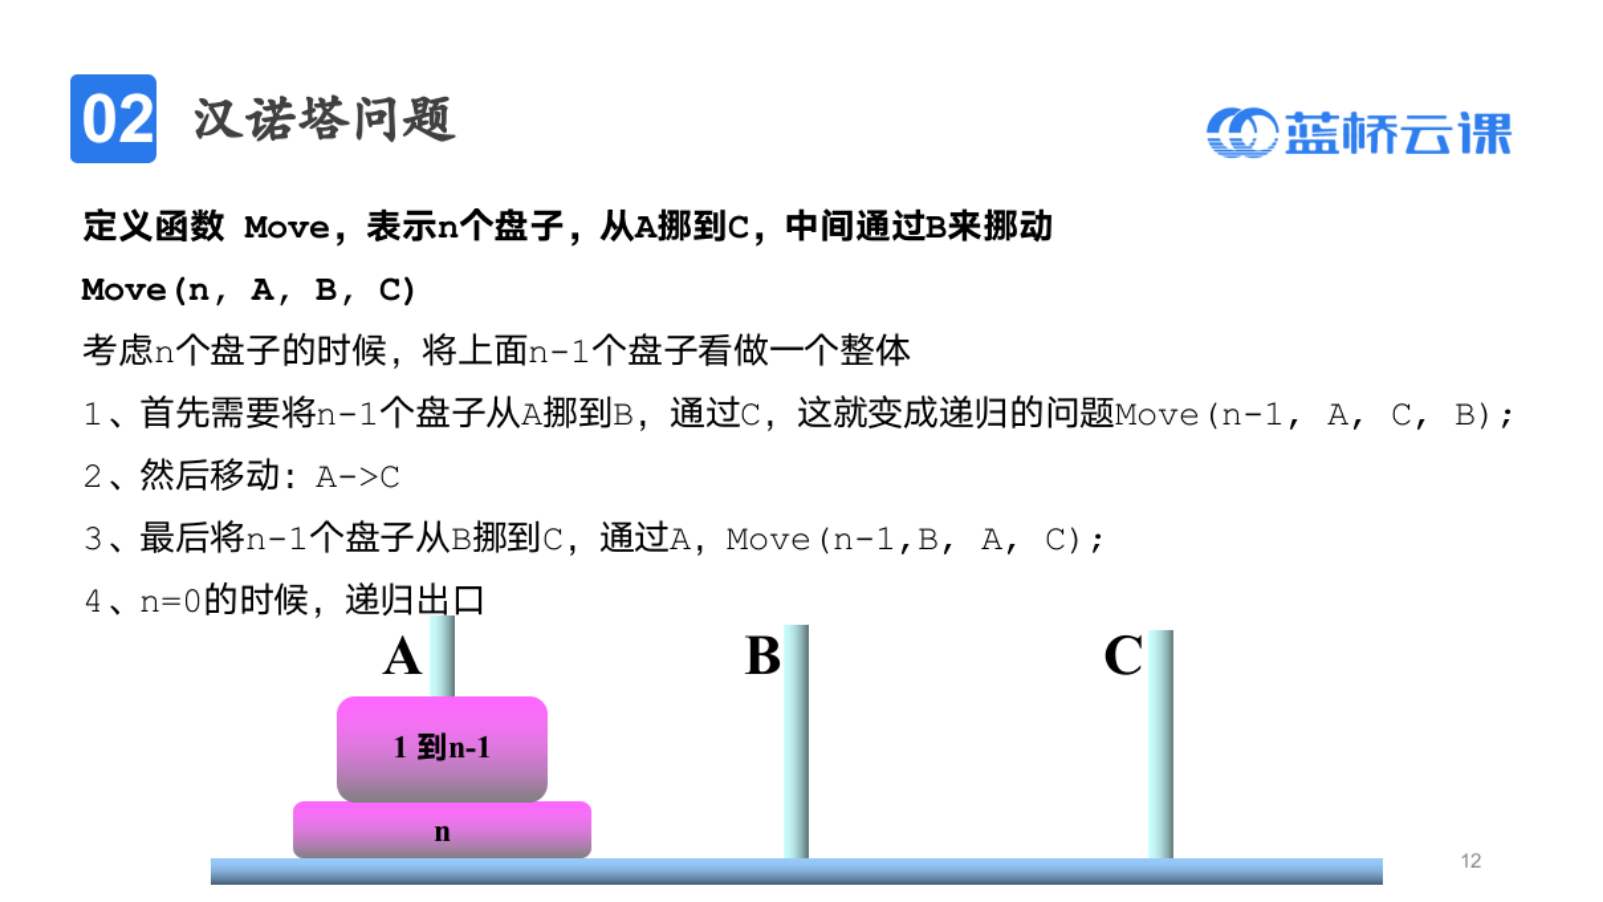 02 汉诺塔问题
蓝桥云课
定义函数 Move，表示n个盘子，从A挪到C，中间通过B来挪动
Move(n, A, B, C)
考虑n个盘子的时候，将上面n-1个盘子看做一个整体
1、首先需要将n-1个盘子从A挪到B，通过C，这就变成递归的问题Move(n-1, A, C, B);
2、然后移动：A->C
3、最后将n-1个盘子从B挪到C，通过A，Move(n-1,B, A, C);
4、n=0的时候，递归出口
A B C
1 到n-1
n
12